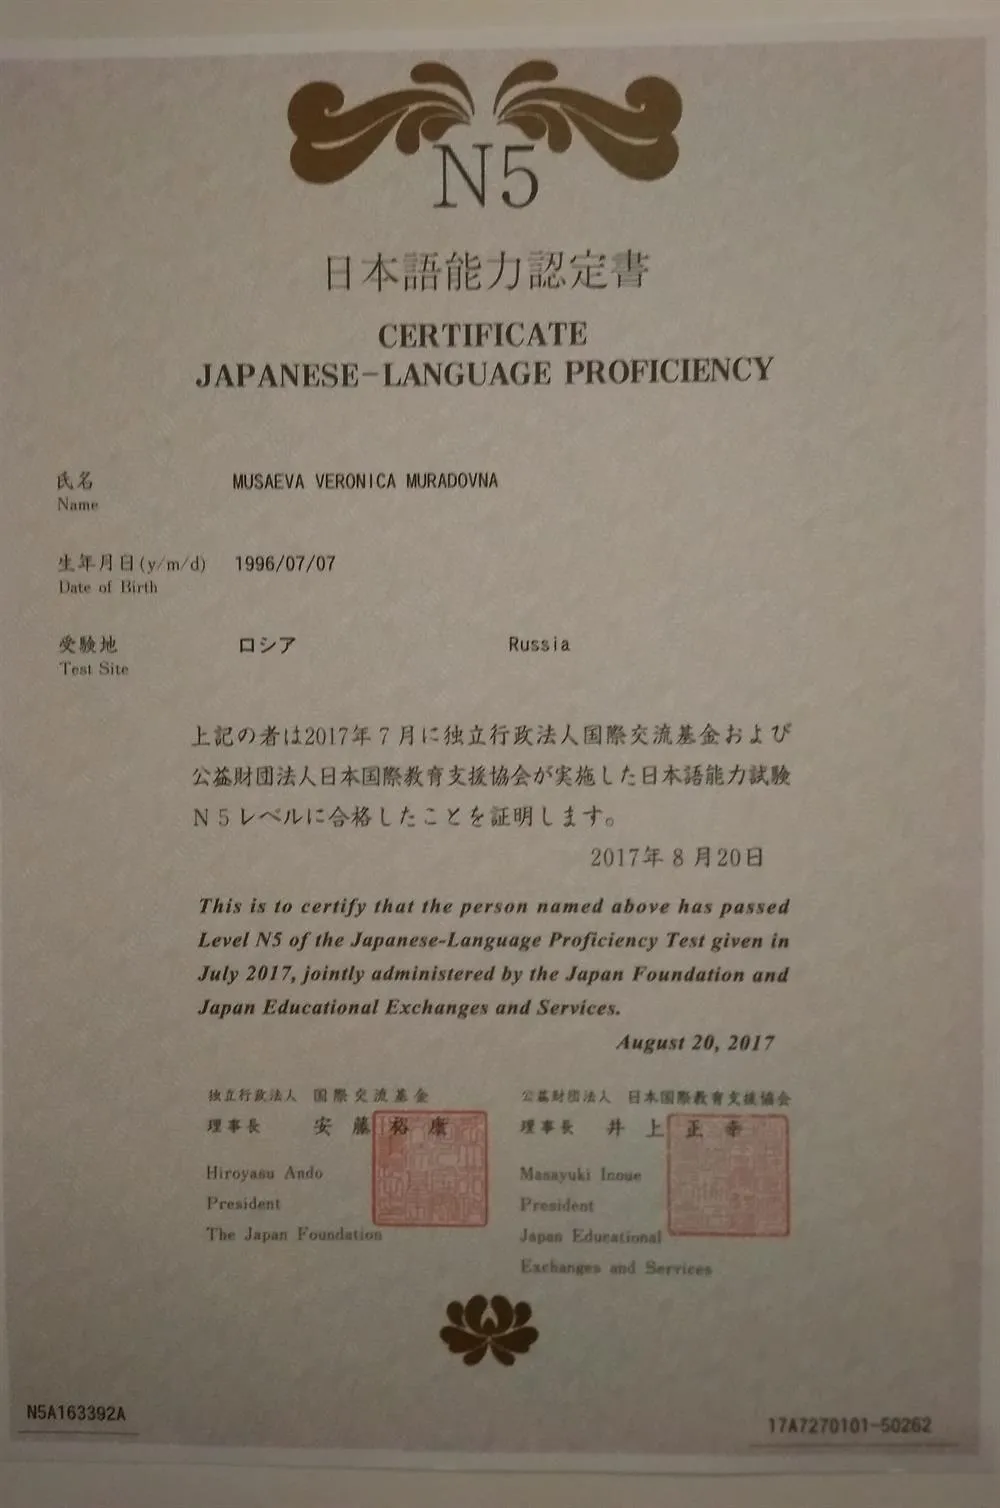 N5
日本語能力認定書
CERTIFICATE
JAPANESE-LANGUAGE PROFICIENCY
氏名 MUSAEVA VERONICA MURADOVNA
Name
生年月日(y/m/d) 1996/07/07
Date of Birth
受験地 ロシア Russia
Test Site
上記の者は2017年7月に独立行政法人国際交流基金および
公益財団法人日本国際教育支援協会が実施した日本語能力試験
N5レベルに合格したことを証明します。
2017年8月20日
This is to certify that the person named above has passed
Level N5 of the Japanese-Language Proficiency Test given in
July 2017, jointly administered by the Japan Foundation and
Japan Educational Exchanges and Services.
August 20, 2017
独立行政法人 国際交流基金
理事長 安藤裕康
Hiroyasu Ando
President
The Japan Foundation
公益財団法人 日本国際教育支援協会
理事長 井上正幸
Masayuki Inoue
President
Japan Educational
Exchanges and Services
N5A163392A
17A7270101-50262